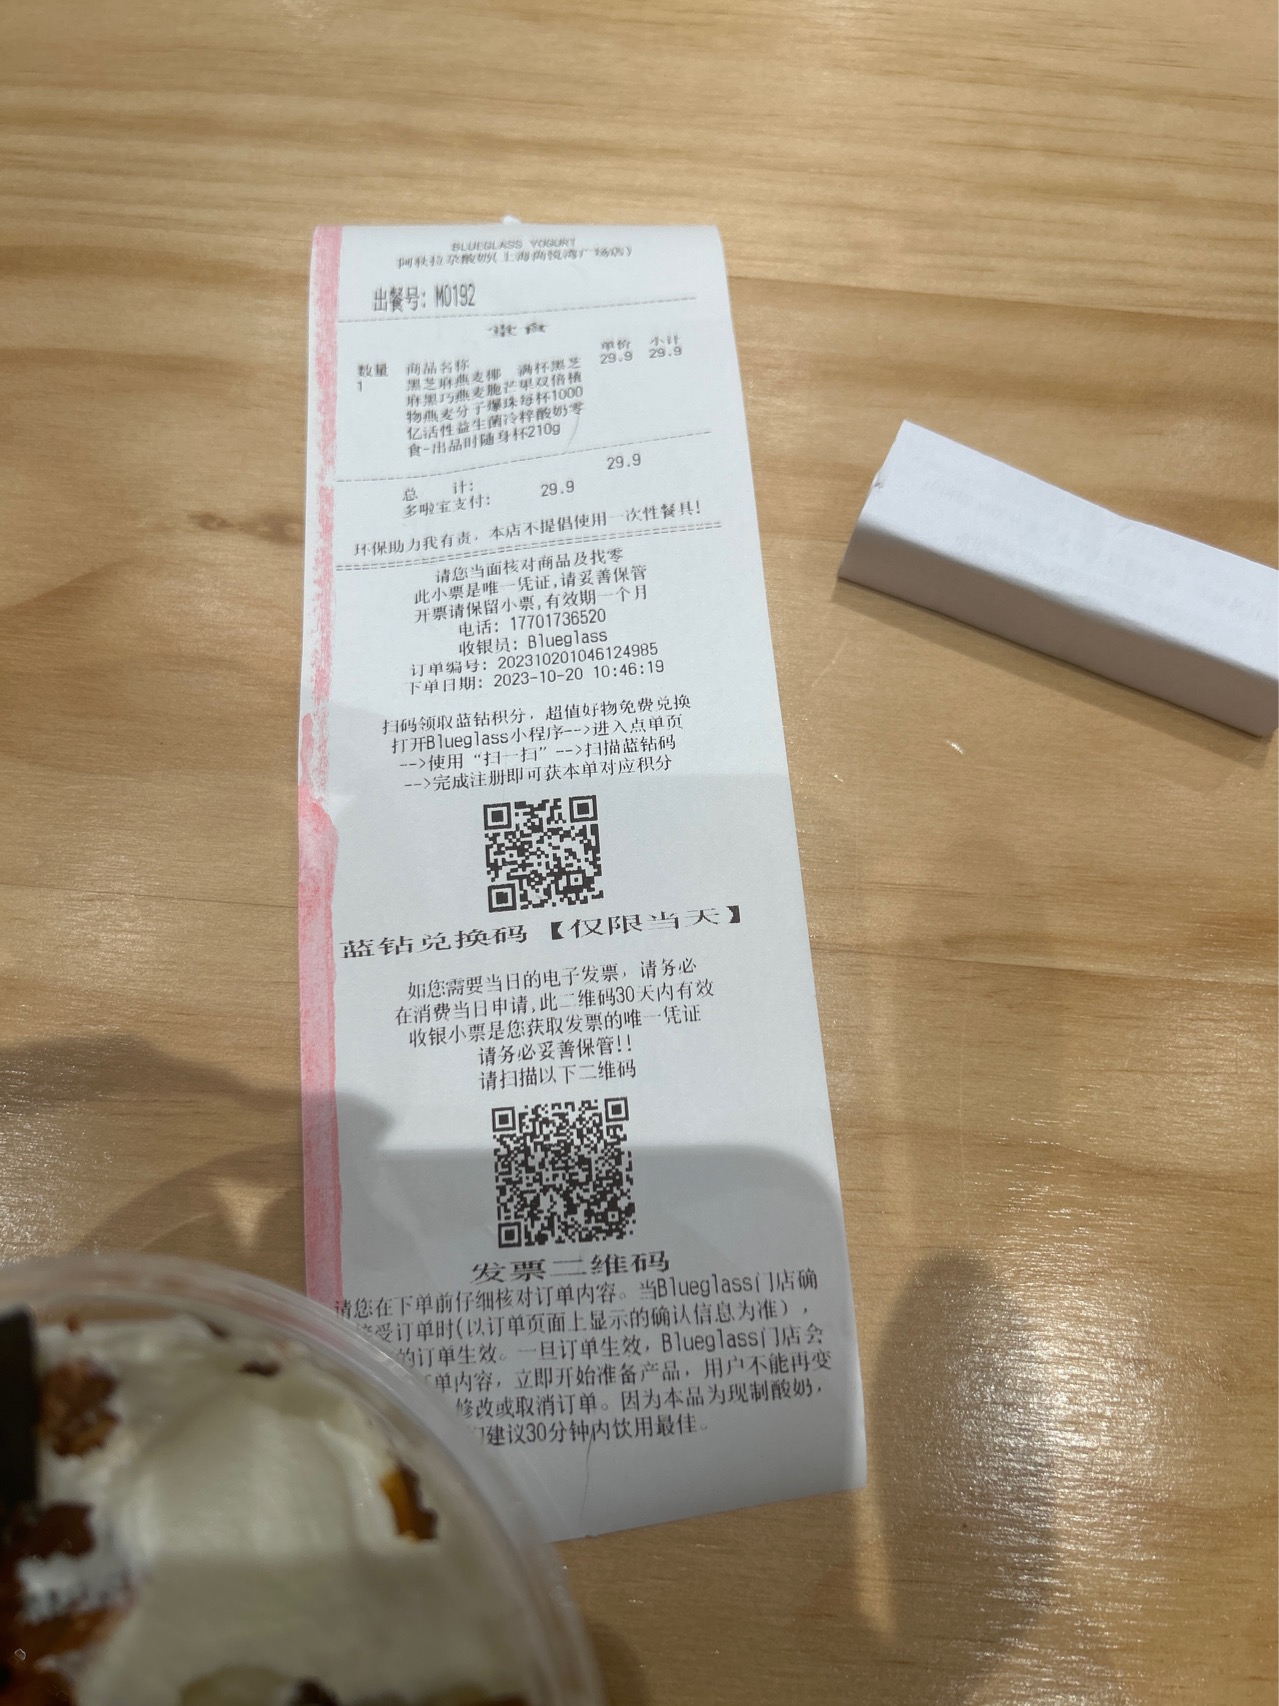 BLUEGLASS YOGURT
阿秋拉尕酸奶(上海尚悦湾广场店)
出餐号: M0192
堂食
数量 商品名称 单价 小计
1 黑芝麻燕麦椰 满杯黑芝 29.9 29.9
麻黑巧燕麦脆芒果双倍植
物燕麦分子爆珠每杯1000
亿活性益生菌冷粹酸奶零
食-出品时随身杯210g
29.9
总 计:
多啦宝支付: 29.9
环保助力我有责，本店不提倡使用一次性餐具!
请您当面核对商品及找零
此小票是唯一凭证,请妥善保管
开票请保留小票,有效期一个月
电话: 17701736520
收银员: Blueglass
订单编号: 202310201046124985
下单日期: 2023-10-20 10:46:19
扫码领取蓝钻积分，超值好物免费兑换
打开Blueglass小程序-->进入点单页
-->使用“扫一扫”-->扫描蓝钻码
-->完成注册即可获本单对应积分
蓝钻兑换码【仅限当天】
如您需要当日的电子发票，请务必
在消费当日申请,此二维码30天内有效
收银小票是您获取发票的唯一凭证
请务必妥善保管!!
请扫描以下二维码
发票二维码
请您在下单前仔细核对订单内容。当Blueglass门店确
接受订单时(以订单页面上显示的确认信息为准)，
的订单生效。一旦订单生效，Blueglass门店会
单内容，立即开始准备产品，用户不能再变
修改或取消订单。因为本品为现制酸奶，
建议30分钟内饮用最佳。